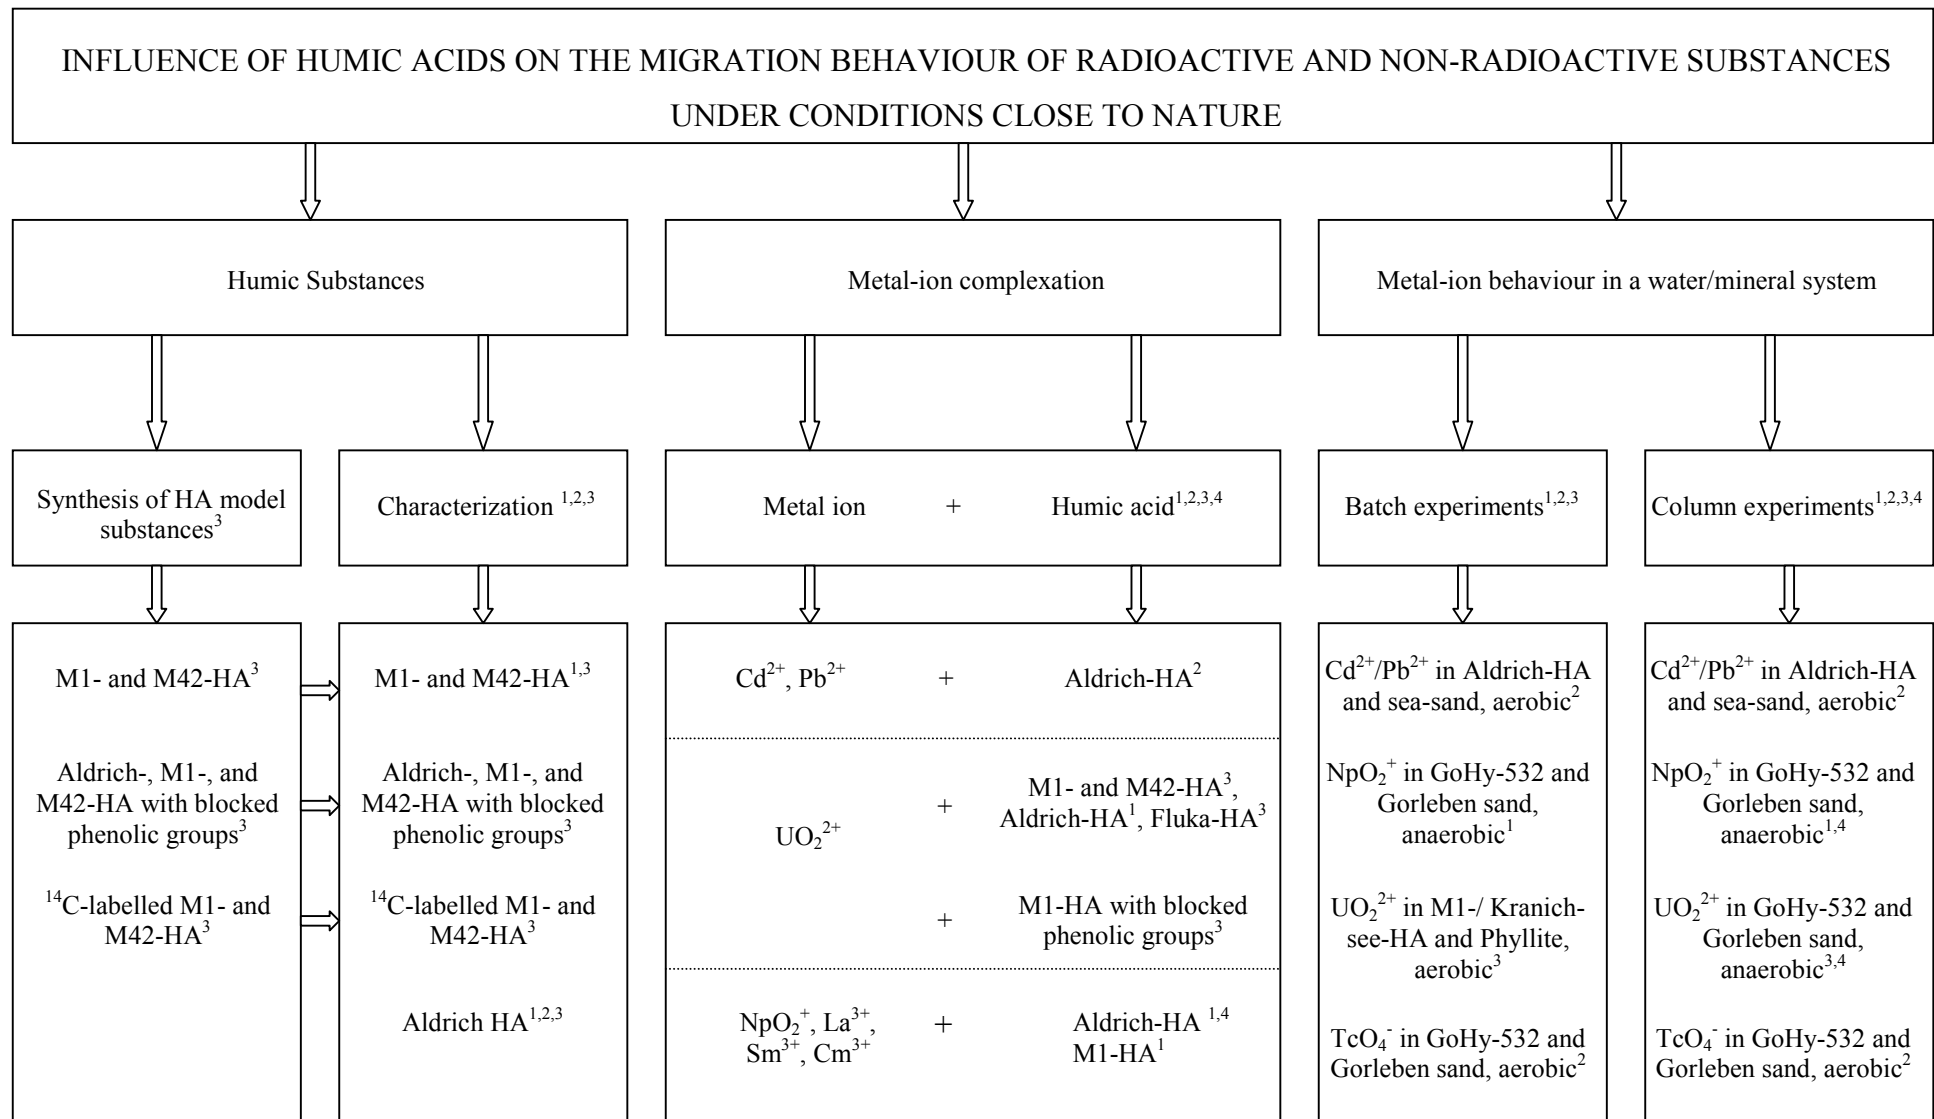 INFLUENCE OF HUMIC ACIDS ON THE MIGRATION BEHAVIOUR OF RADIOACTIVE AND NON-RADIOACTIVE SUBSTANCES
UNDER CONDITIONS CLOSE TO NATURE
Humic Substances
Metal-ion complexation
Metal-ion behaviour in a water/mineral system
Synthesis of HA model
substances³
Characterization ¹,²,³
Metal ion + Humic acid¹,²,³,⁴
Batch experiments¹,²,³
Column experiments¹,²,³,⁴
M1- and M42-HA³
Aldrich-, M1-, and
M42-HA with blocked
phenolic groups³
¹⁴C-labelled M1- and
M42-HA³
M1- and M42-HA¹,³
Aldrich-, M1-, and
M42-HA with blocked
phenolic groups³
¹⁴C-labelled M1- and
M42-HA³
Aldrich HA¹,²,³
Cd²⁺, Pb²⁺ + Aldrich-HA²
UO₂²⁺
+ M1- and M42-HA³,
Aldrich-HA¹, Fluka-HA³
+ M1-HA with blocked
phenolic groups³
NpO₂⁺, La³⁺,
Sm³⁺, Cm³⁺
+
Aldrich-HA ¹,⁴
M1-HA¹
Cd²⁺/Pb²⁺ in Aldrich-HA
and sea-sand, aerobic²
NpO₂⁺ in GoHy-532 and
Gorleben sand,
anaerobic¹
UO₂²⁺ in M1-/ Kranich-
see-HA and Phyllite,
aerobic³
TcO₄⁻ in GoHy-532 and
Gorleben sand, aerobic²
Cd²⁺/Pb²⁺ in Aldrich-HA
and sea-sand, aerobic²
NpO₂⁺ in GoHy-532 and
Gorleben sand,
anaerobic¹,⁴
UO₂²⁺ in GoHy-532 and
Gorleben sand,
anaerobic³,⁴
TcO₄⁻ in GoHy-532 and
Gorleben sand, aerobic²